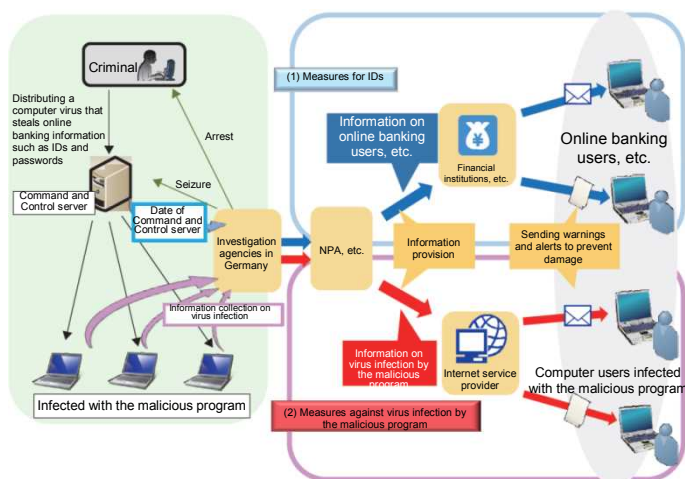 Criminal
Distributing a
computer virus that
steals online
banking information
such as IDs and
passwords
Arrest
Seizure
Command and
Control server
Date of
Command and
Control server
Investigation
agencies in
Germany
Information collection on
virus infection
Infected with the malicious program
(1) Measures for IDs
Information on
online banking
users, etc.
¥
Financial
institutions, etc.
Online banking
users, etc.
NPA, etc.
Information
provision
Sending warnings
and alerts to prevent
damage
Information on
virus infection by
the malicious
program
Internet service
provider
Computer users infected
with the malicious program
(2) Measures against virus infection by
the malicious program